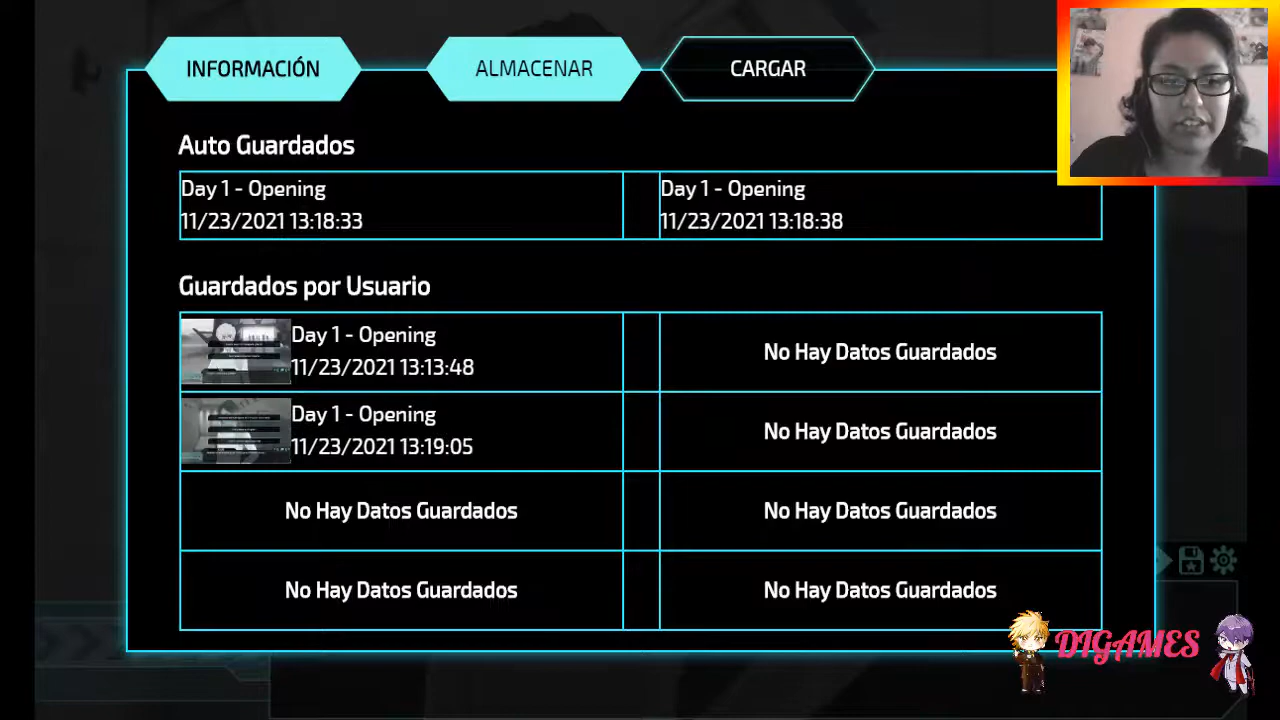 INFORMACIÓN
ALMACENAR
CARGAR
Auto Guardados
Day 1 - Opening
11/23/2021 13:18:33
Day 1 - Opening
11/23/2021 13:18:38
Guardados por Usuario
Day 1 - Opening
11/23/2021 13:13:48
No Hay Datos Guardados
Day 1 - Opening
11/23/2021 13:19:05
No Hay Datos Guardados
No Hay Datos Guardados
No Hay Datos Guardados
No Hay Datos Guardados
No Hay Datos Guardados
DIGAMES